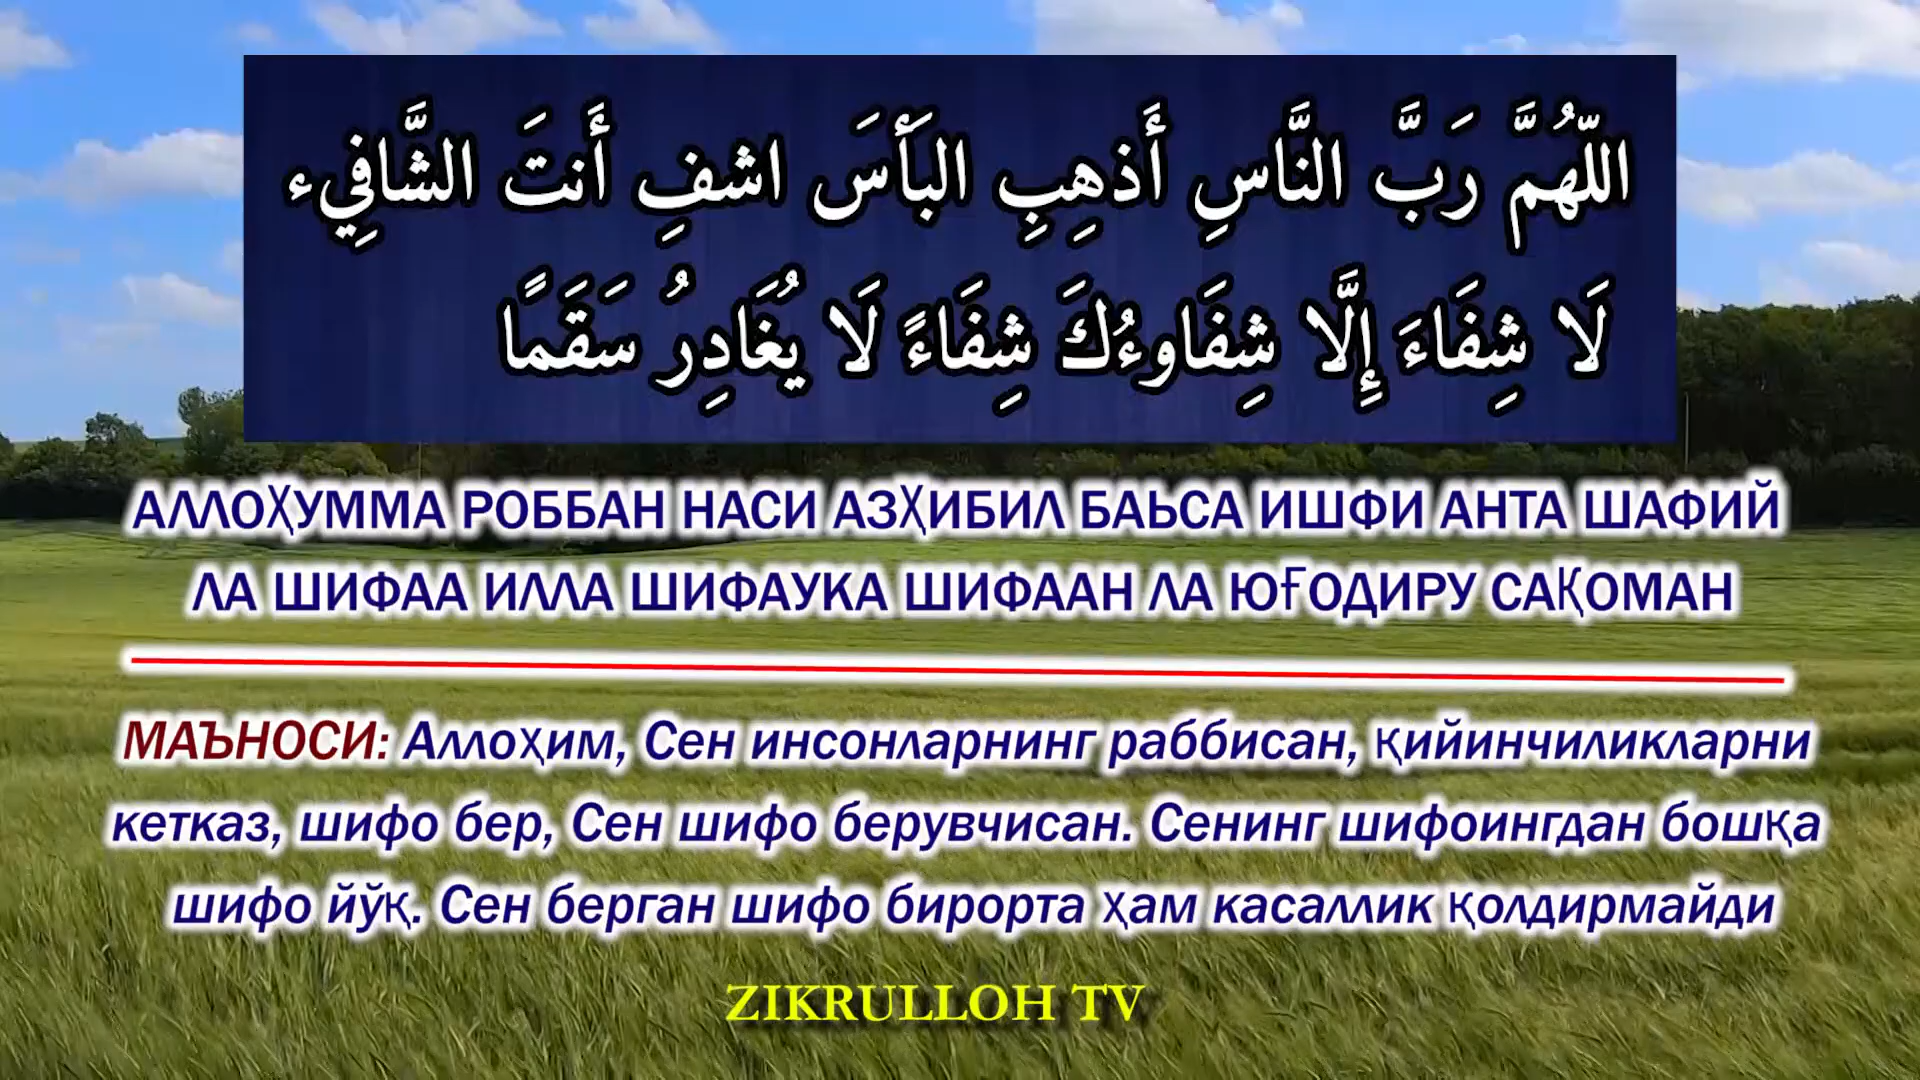 اللّهُمَّ رَبَّ النَّاسِ أَذهِبِ البَأسَ اشفِ أَنتَ الشَّافِيء
لَا شِفَاءَ إِلَّا شِفَاوءُكَ شِفَاءً لَا يُغَادِرُ سَقَمًا
АЛЛОҲУММА РОББАН НАСИ АЗҲИБИЛ БАЬСА ИШФИ АНТА ШАФИЙ
ЛА ШИФАА ИЛЛА ШИФАУКА ШИФААН ЛА ЮҒОДИРУ САҚОМАН
МАЪНОСИ: Аллоҳим, Сен инсонларнинг раббисан, қийинчиликларни
кетказ, шифо бер, Сен шифо берувчисан. Сенинг шифоингдан бошқа
шифо йўқ. Сен берган шифо бирорта ҳам касаллик қолдирмайди
ZIKRULLOH TV